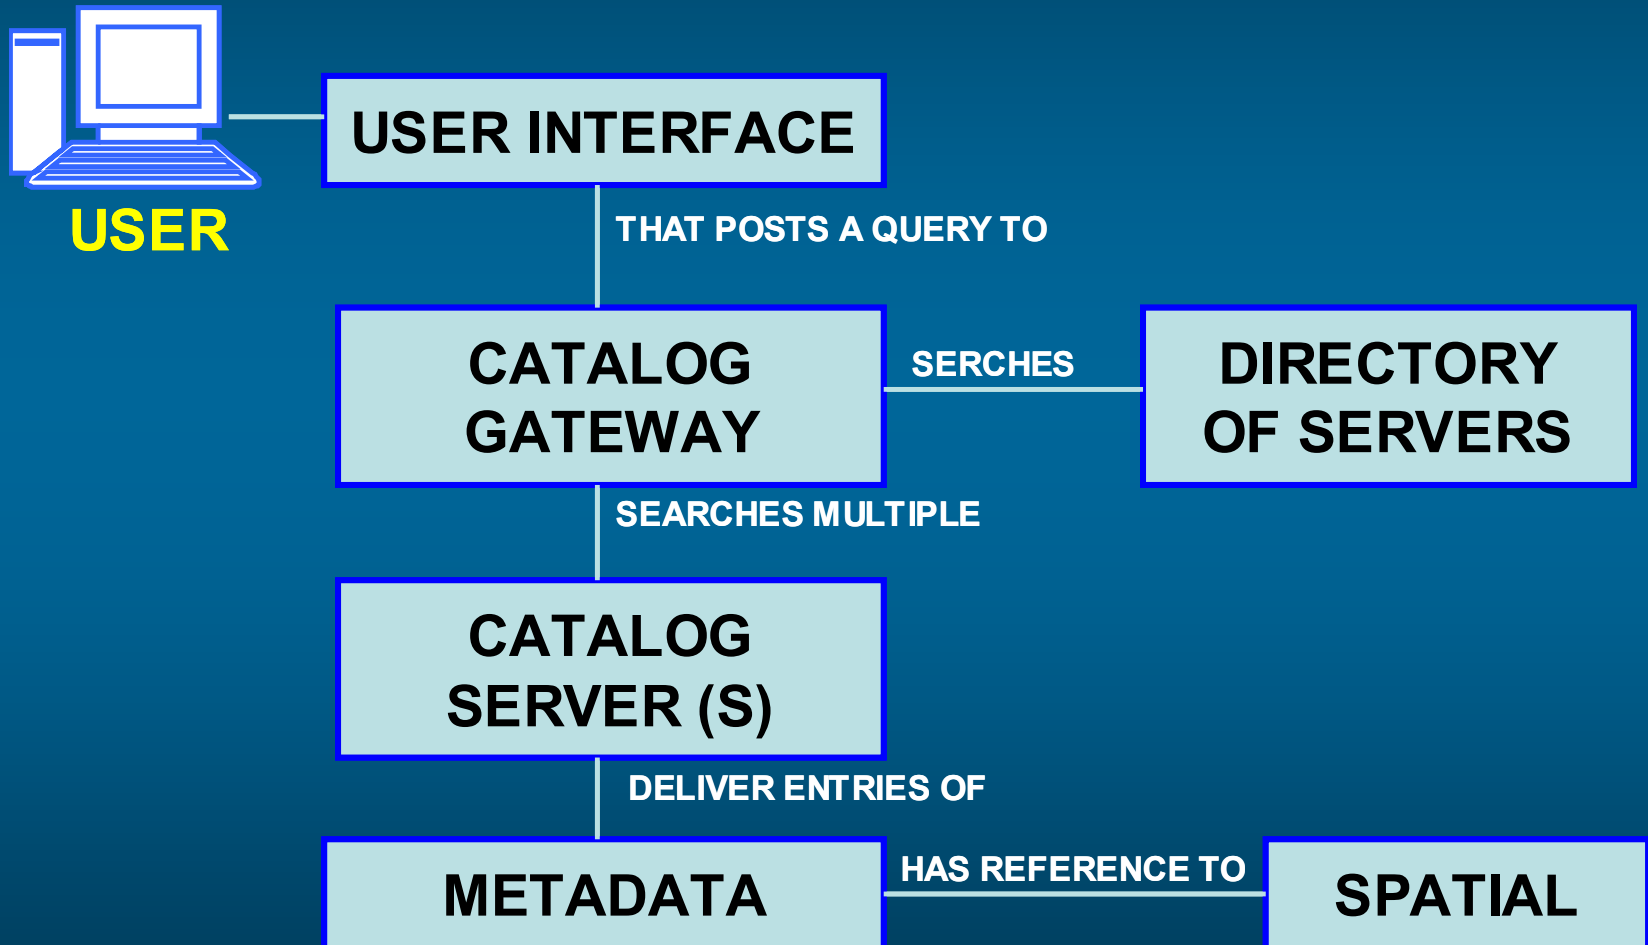 USER INTERFACE
USER
THAT POSTS A QUERY TO
CATALOG
GATEWAY
SERCHES
DIRECTORY
OF SERVERS
SEARCHES MULTIPLE
CATALOG
SERVER (S)
DELIVER ENTRIES OF
METADATA
HAS REFERENCE TO
SPATIAL